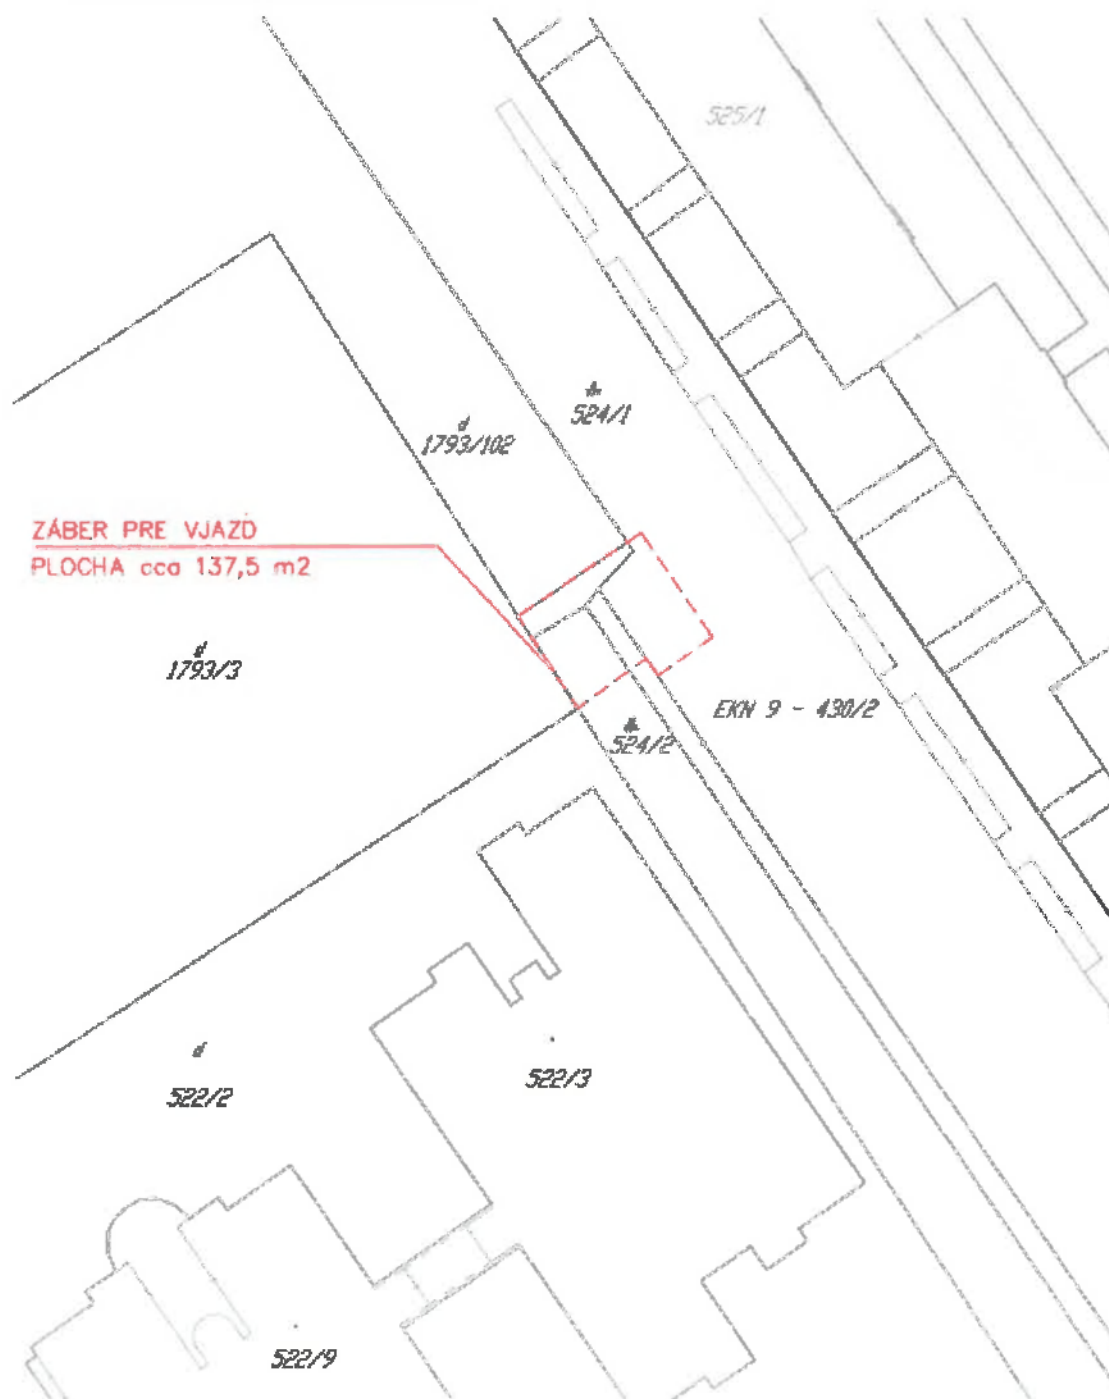 525/1
524/1
1793/102
ZÁBER PRE VJAZD
PLOCHA cca 137,5 m2
1793/3
EKN 9 - 430/2
524/2
522/2
522/3
522/9